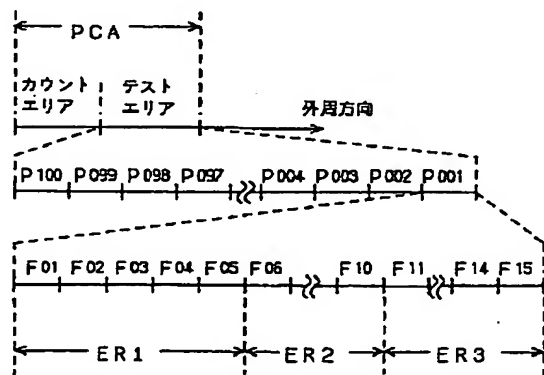 PCA
カウント テスト
エリア エリア 外周方向
P100 P099 P098 P097 P004 P003 P002 P001
F01 F02 F03 F04 F05 F06 F10 F11 F14 F15
ER1 ER2 ER3